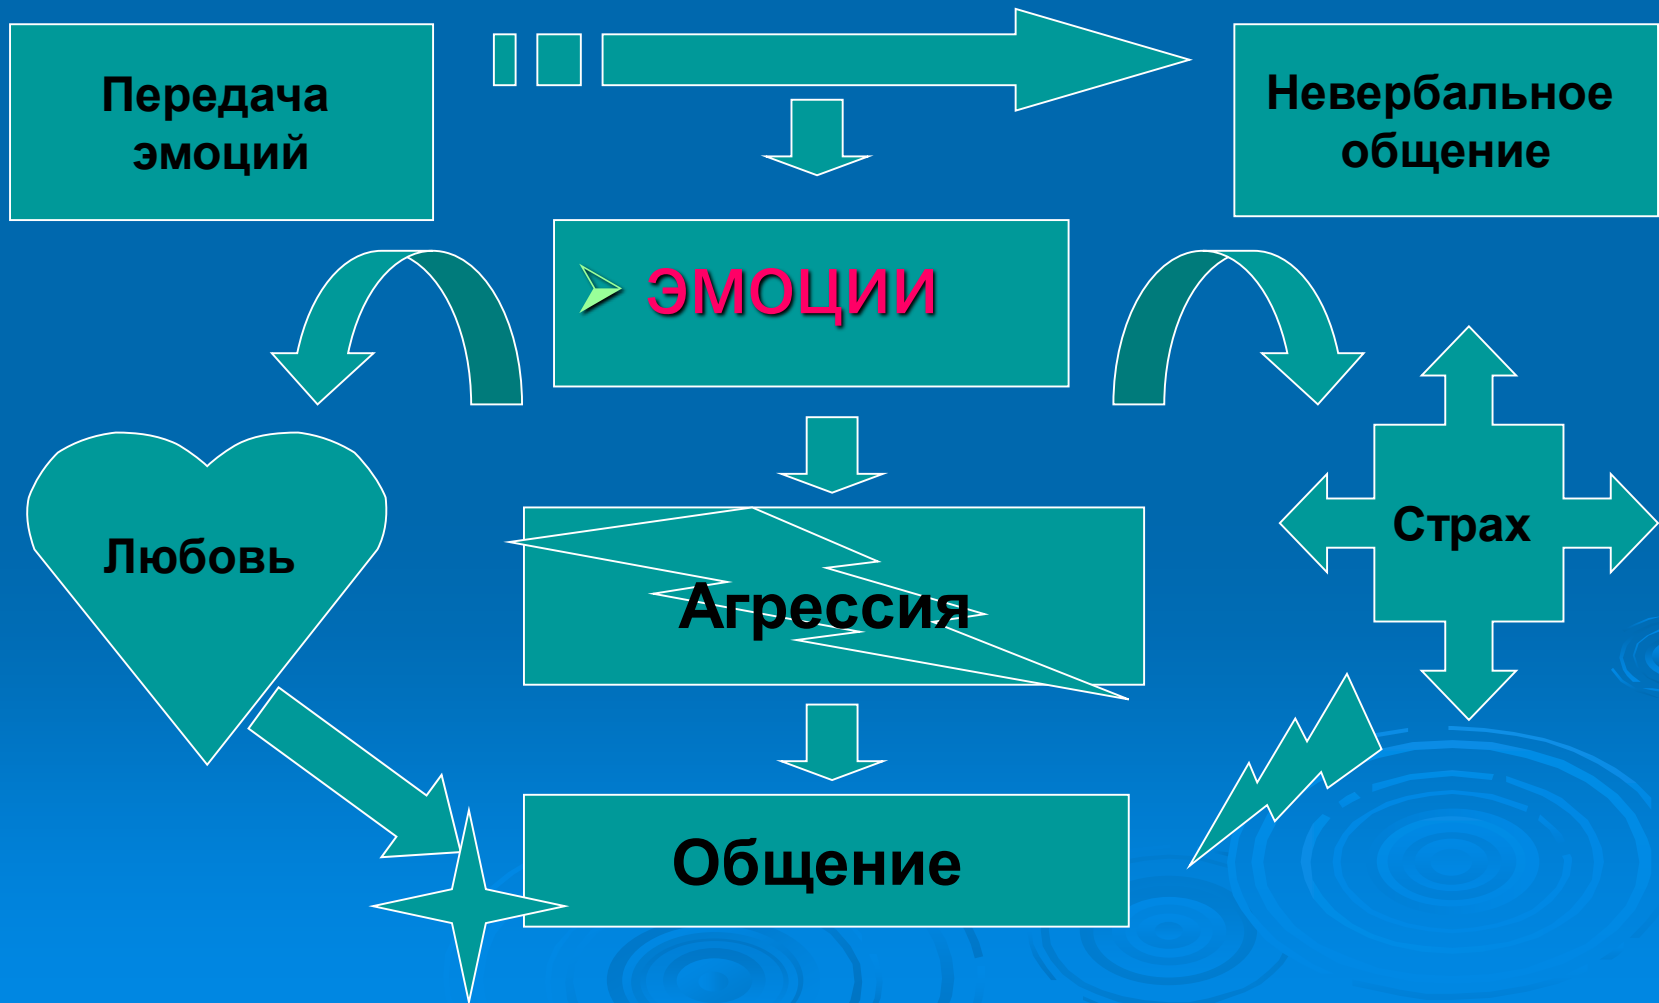 Передача
эмоций
Невербальное
общение
ЭМОЦИИ
Любовь
Агрессия
Страх
Общение